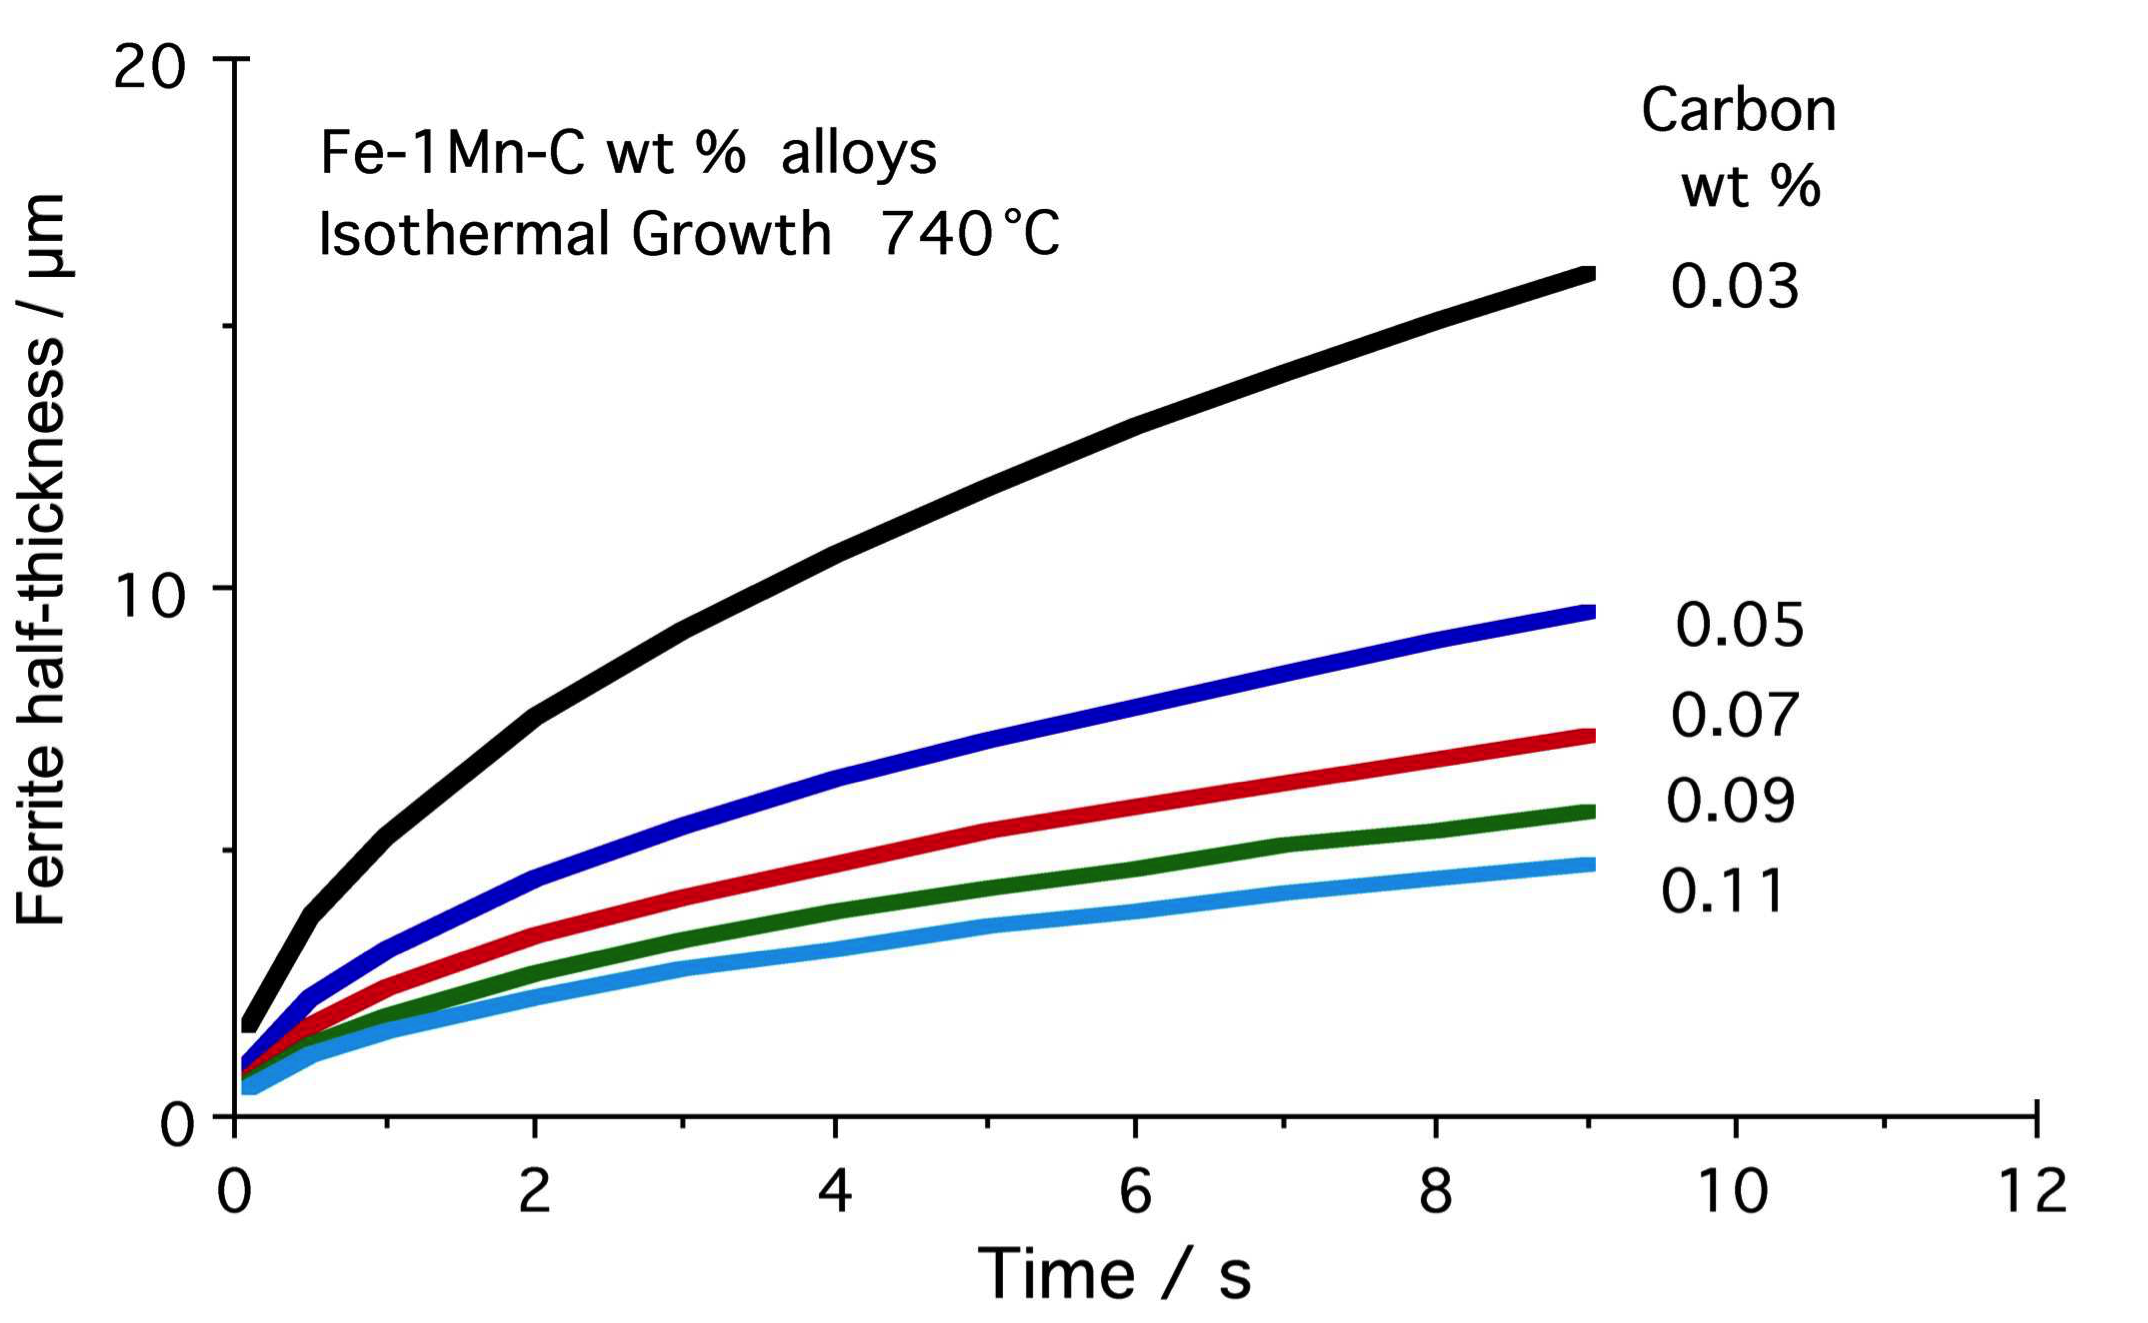 20
Fe-1Mn-C wt % alloys
Isothermal Growth 740°C
Carbon
wt %
0.03
Ferrite half-thickness / µm
10
0.05
0.07
0.09
0.11
0
0 2 4 6 8 10 12
Time / s